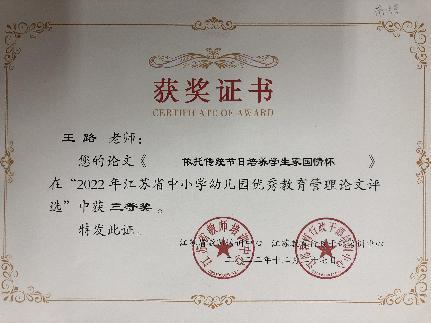 获奖证书
CERTIFICATE OF AWARD
王路 老师：
您的论文《 依托传统节日培养学生家国情怀 》
在“2022年江苏省中小学幼儿园优秀教育管理论文评
选”中获 三等奖。
特发此证。